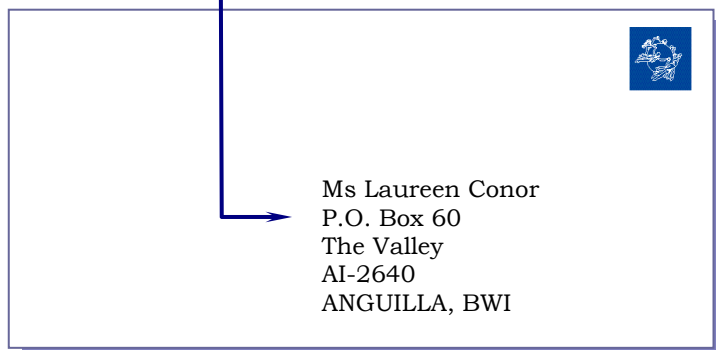 Ms Laureen Conor
P.O. Box 60
The Valley
AI-2640
ANGUILLA, BWI